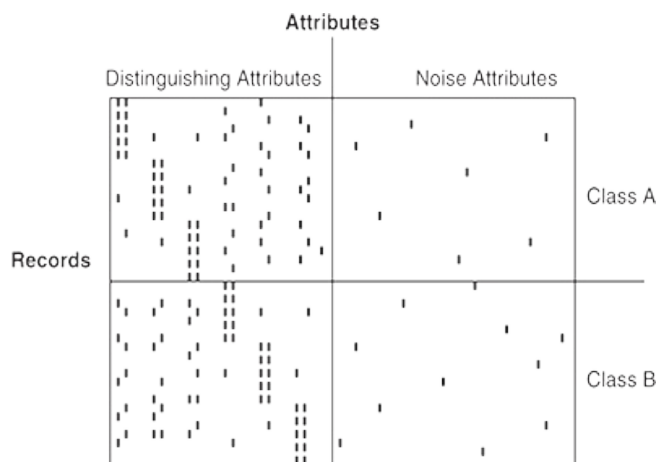 Attributes
Distinguishing Attributes
Noise Attributes
Class A
Records
Class B